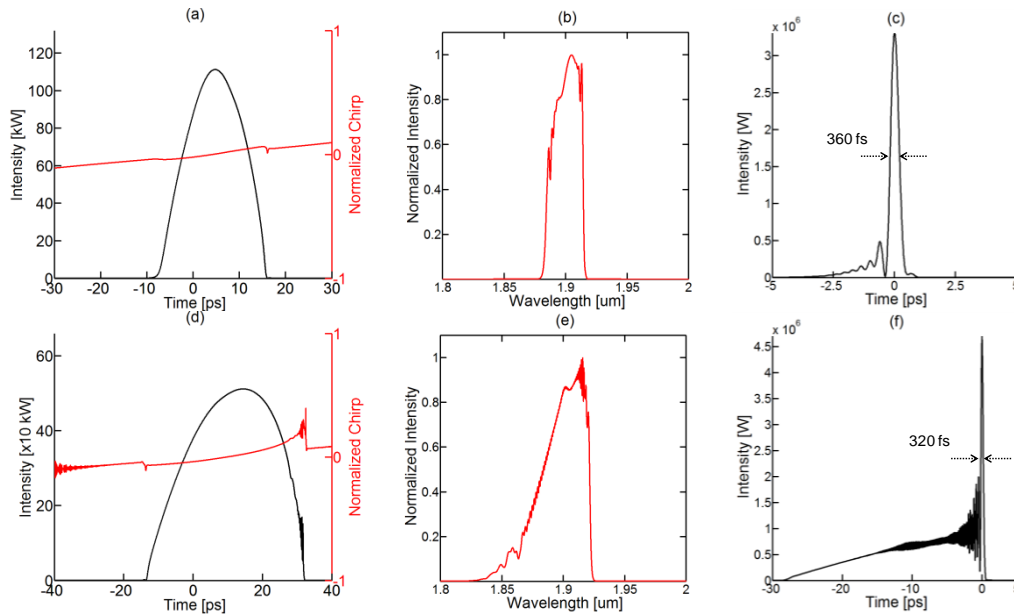 (a)
120
100
80
60
40
20
0
Intensity [kW]
1
0
-1
Normalized Chirp
-30 -20 -10 0 10 20 30
Time [ps]
(b)
1
0.8
0.6
0.4
0.2
Normalized Intensity
1.8 1.85 1.9 1.95 2
Wavelength [um]
(c)
x 10^6
3
2.5
2
1.5
1
0.5
0
Intensity [W]
360 fs
-5 -2.5 0 2.5 5
Time [ps]
(d)
60
40
20
0
Intensity [x10 kW]
1
0
-1
Normalized Chirp
-40 -20 0 20 40
Time [ps]
(e)
1
0.8
0.6
0.4
0.2
Normalized Intensity
1.8 1.85 1.9 1.95 2
Wavelength [um]
(f)
x 10^6
4.5
4
3.5
3
2.5
2
1.5
1
0.5
0
Intensity [W]
320 fs
-30 -20 -10 0 5
Time [ps]